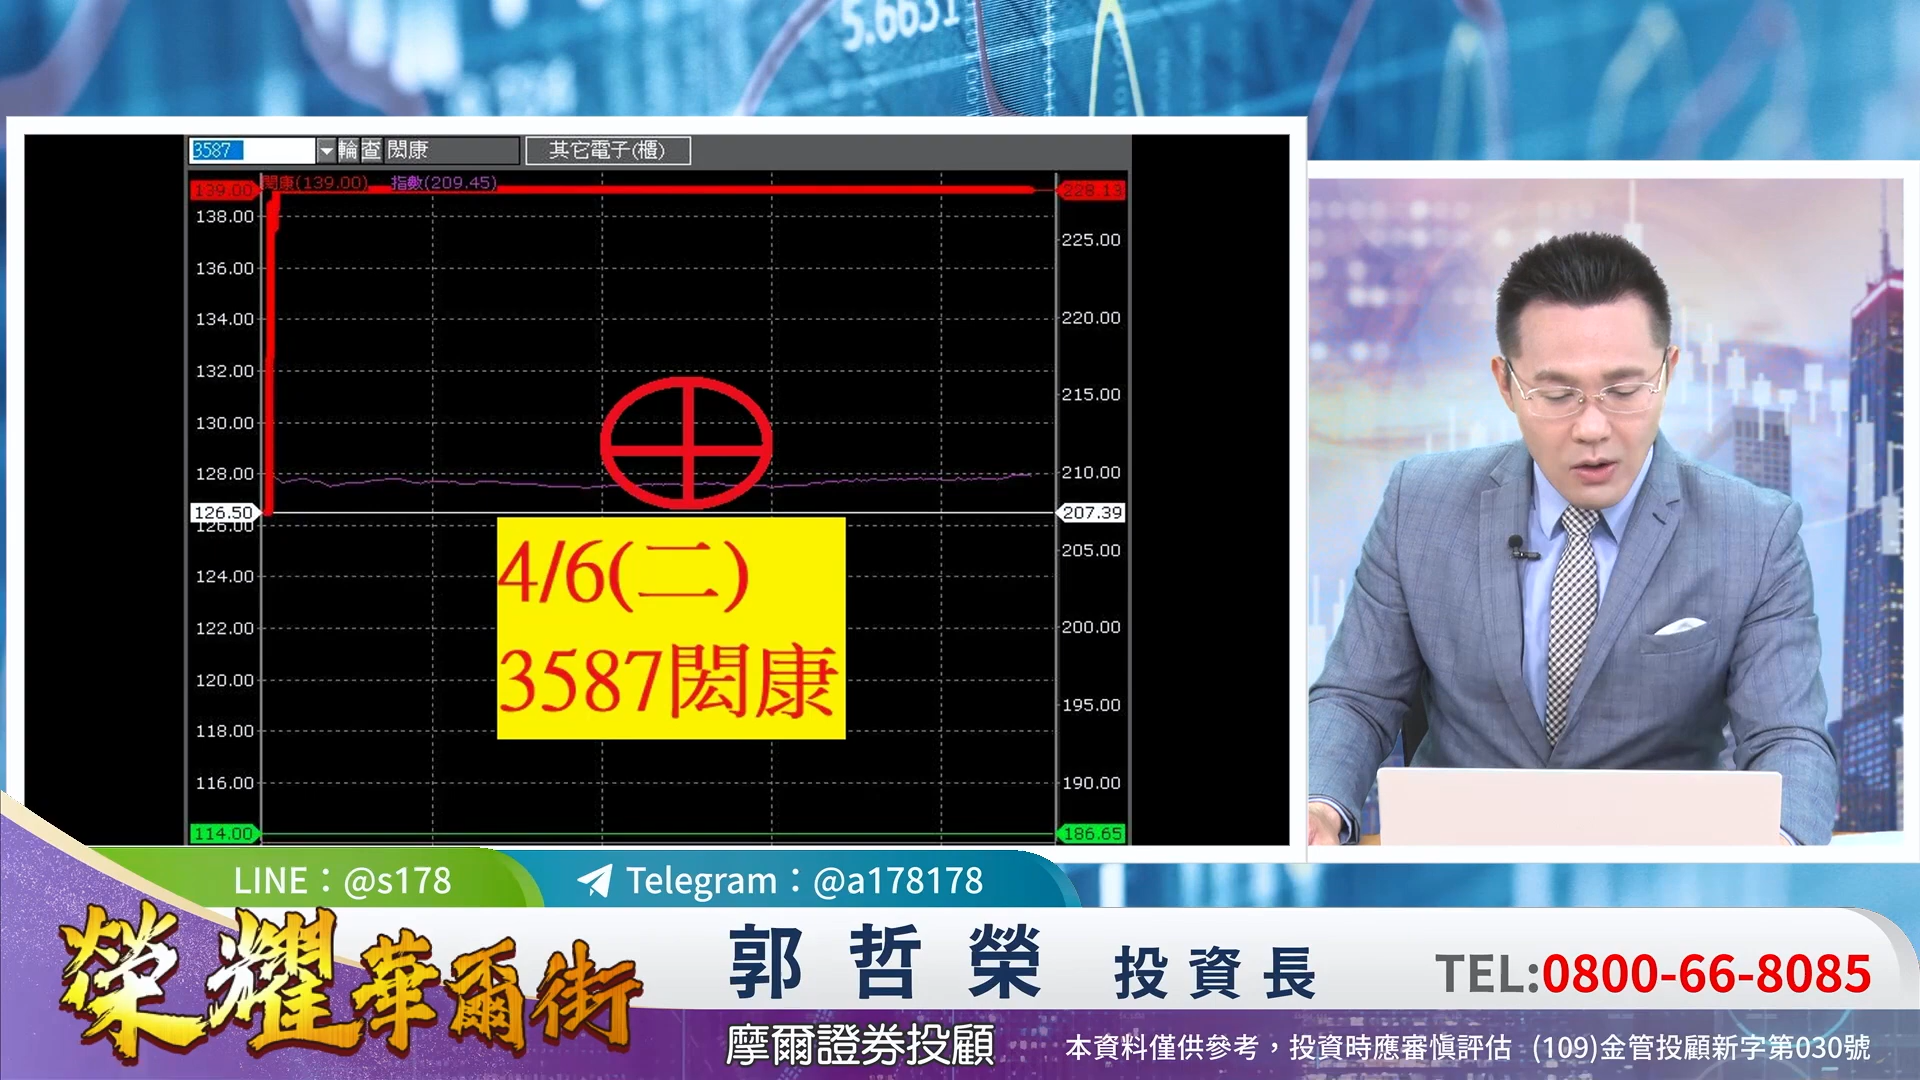 5.6631
3587 輪 查 閎康 其它電子(櫃)
閎康(139.00) 指數(209.45)
139.00
138.00
136.00
134.00
132.00
130.00
128.00
126.50
126.00
124.00
122.00
120.00
118.00
116.00
114.00
228.13
225.00
220.00
215.00
210.00
207.39
205.00
200.00
195.00
190.00
186.65
4/6(二)
3587閎康
LINE：@s178
Telegram：@a178178
榮耀華爾街
郭哲榮 投資長
TEL:0800-66-8085
摩爾證券投顧
本資料僅供參考，投資時應審慎評估 (109)金管投顧新字第030號